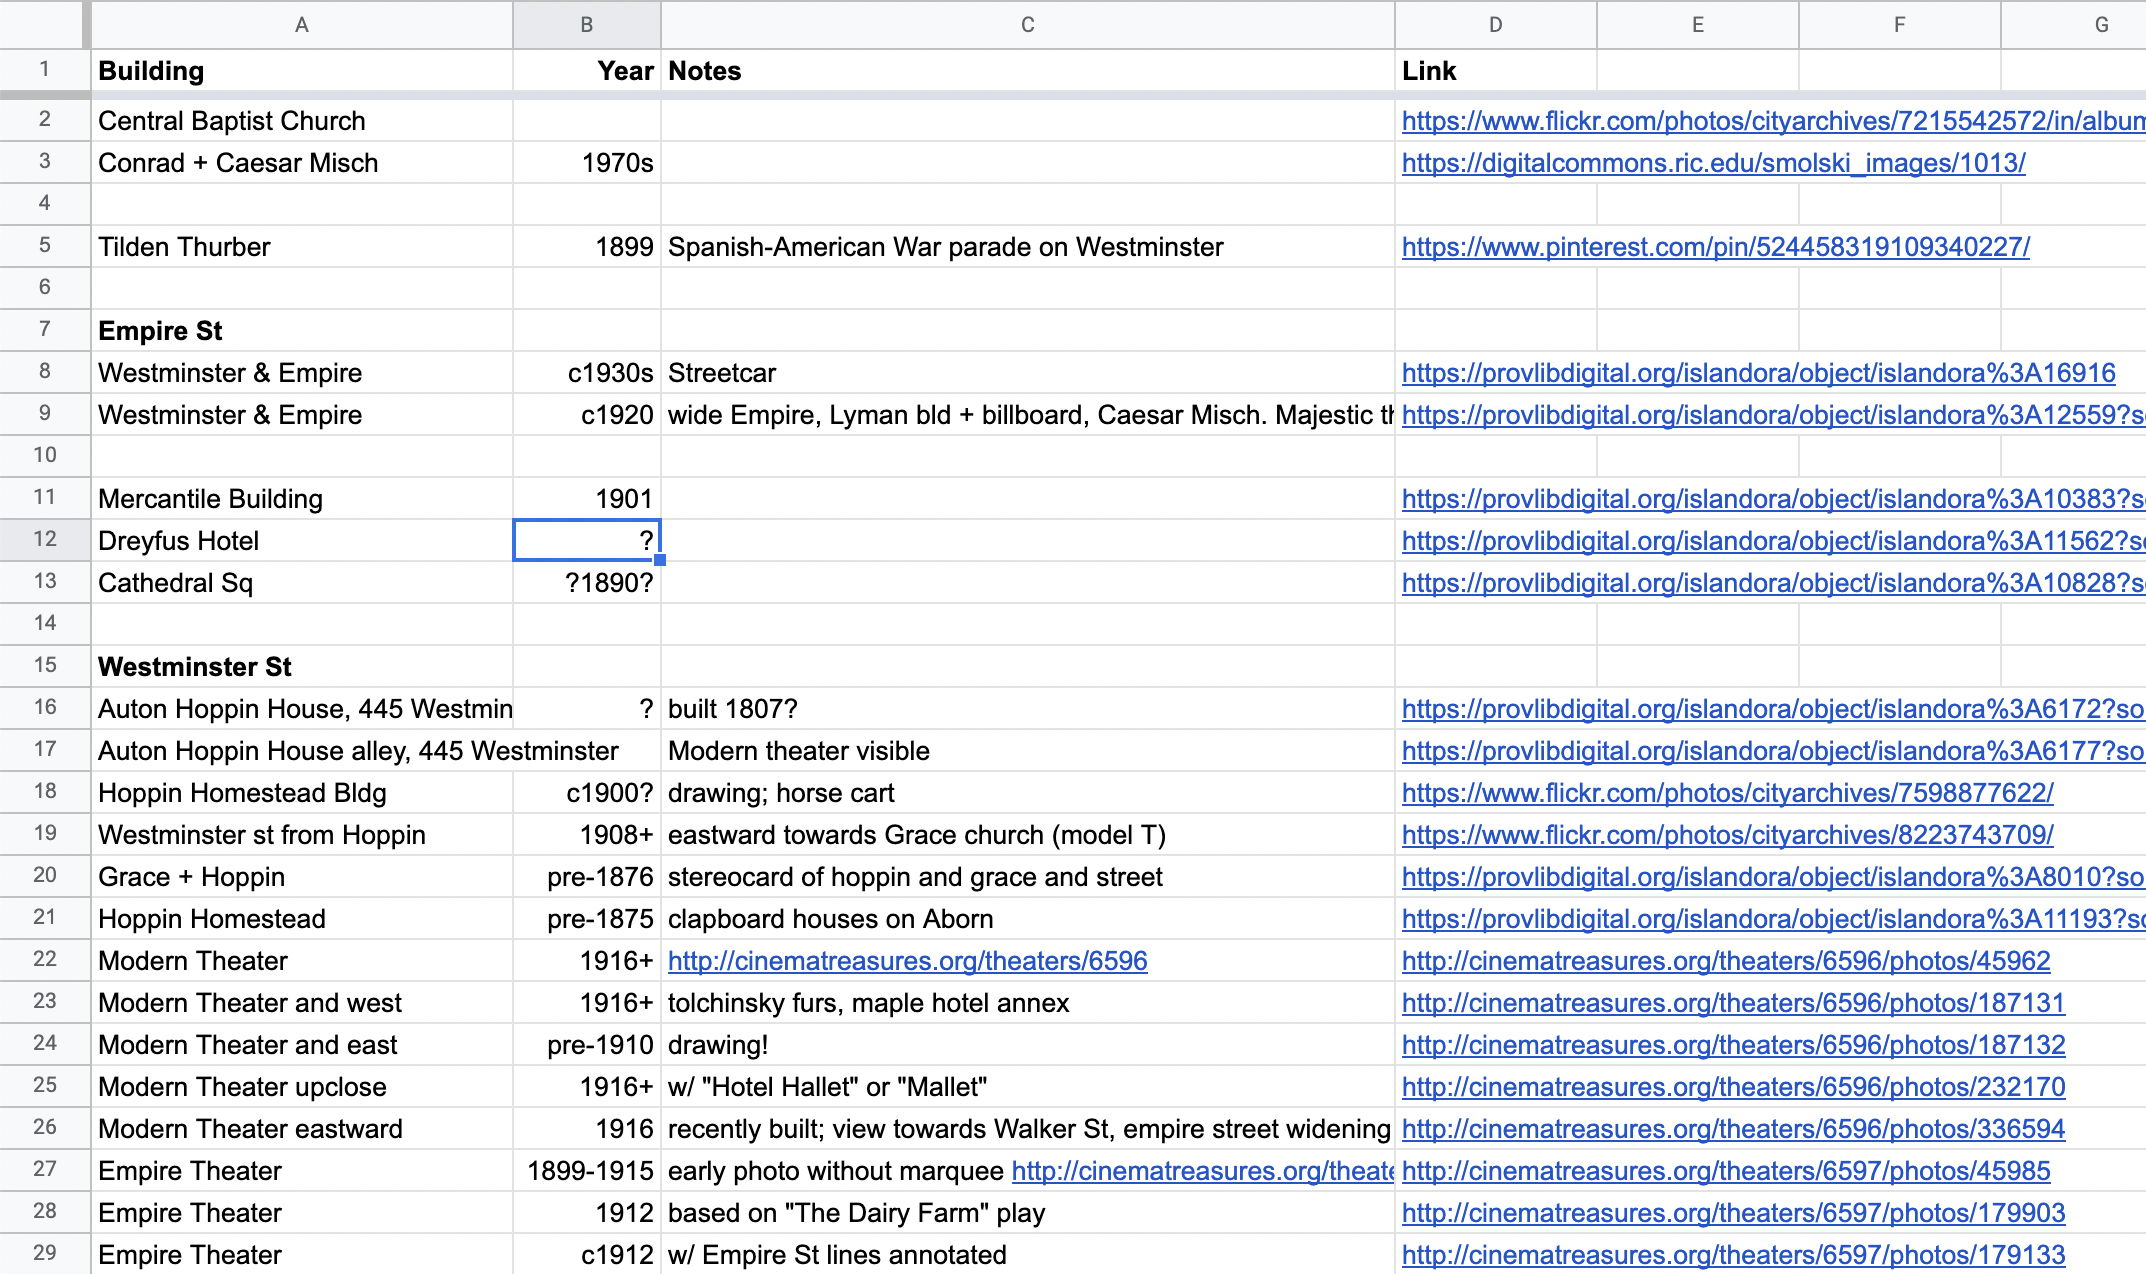 A B C D E F G
1 Building Year Notes Link
2 Central Baptist Church https://www.flickr.com/photos/cityarchives/7215542572/in/album
3 Conrad + Caesar Misch 1970s https://digitalcommons.ric.edu/smolski_images/1013/
4
5 Tilden Thurber 1899 Spanish-American War parade on Westminster https://www.pinterest.com/pin/524458319109340227/
6
7 Empire St
8 Westminster & Empire c1930s Streetcar https://provlibdigital.org/islandora/object/islandora%3A16916
9 Westminster & Empire c1920 wide Empire, Lyman bld + billboard, Caesar Misch. Majestic th https://provlibdigital.org/islandora/object/islandora%3A12559?so
10
11 Mercantile Building 1901 https://provlibdigital.org/islandora/object/islandora%3A10383?so
12 Dreyfus Hotel ? https://provlibdigital.org/islandora/object/islandora%3A11562?so
13 Cathedral Sq ?1890? https://provlibdigital.org/islandora/object/islandora%3A10828?so
14
15 Westminster St
16 Auton Hoppin House, 445 Westmin ? built 1807? https://provlibdigital.org/islandora/object/islandora%3A6172?so
17 Auton Hoppin House alley, 445 Westminster Modern theater visible https://provlibdigital.org/islandora/object/islandora%3A6177?so
18 Hoppin Homestead Bldg c1900? drawing; horse cart https://www.flickr.com/photos/cityarchives/7598877622/
19 Westminster st from Hoppin 1908+ eastward towards Grace church (model T) https://www.flickr.com/photos/cityarchives/8223743709/
20 Grace + Hoppin pre-1876 stereocard of hoppin and grace and street https://provlibdigital.org/islandora/object/islandora%3A8010?so
21 Hoppin Homestead pre-1875 clapboard houses on Aborn https://provlibdigital.org/islandora/object/islandora%3A11193?so
22 Modern Theater 1916+ http://cinematreasures.org/theaters/6596 http://cinematreasures.org/theaters/6596/photos/45962
23 Modern Theater and west 1916+ tolchinsky furs, maple hotel annex http://cinematreasures.org/theaters/6596/photos/187131
24 Modern Theater and east pre-1910 drawing! http://cinematreasures.org/theaters/6596/photos/187132
25 Modern Theater upclose 1916+ w/ "Hotel Hallet" or "Mallet" http://cinematreasures.org/theaters/6596/photos/232170
26 Modern Theater eastward 1916 recently built; view towards Walker St, empire street widening http://cinematreasures.org/theaters/6596/photos/336594
27 Empire Theater 1899-1915 early photo without marquee http://cinematreasures.org/theate http://cinematreasures.org/theaters/6597/photos/45985
28 Empire Theater 1912 based on "The Dairy Farm" play http://cinematreasures.org/theaters/6597/photos/179903
29 Empire Theater c1912 w/ Empire St lines annotated http://cinematreasures.org/theaters/6597/photos/179133